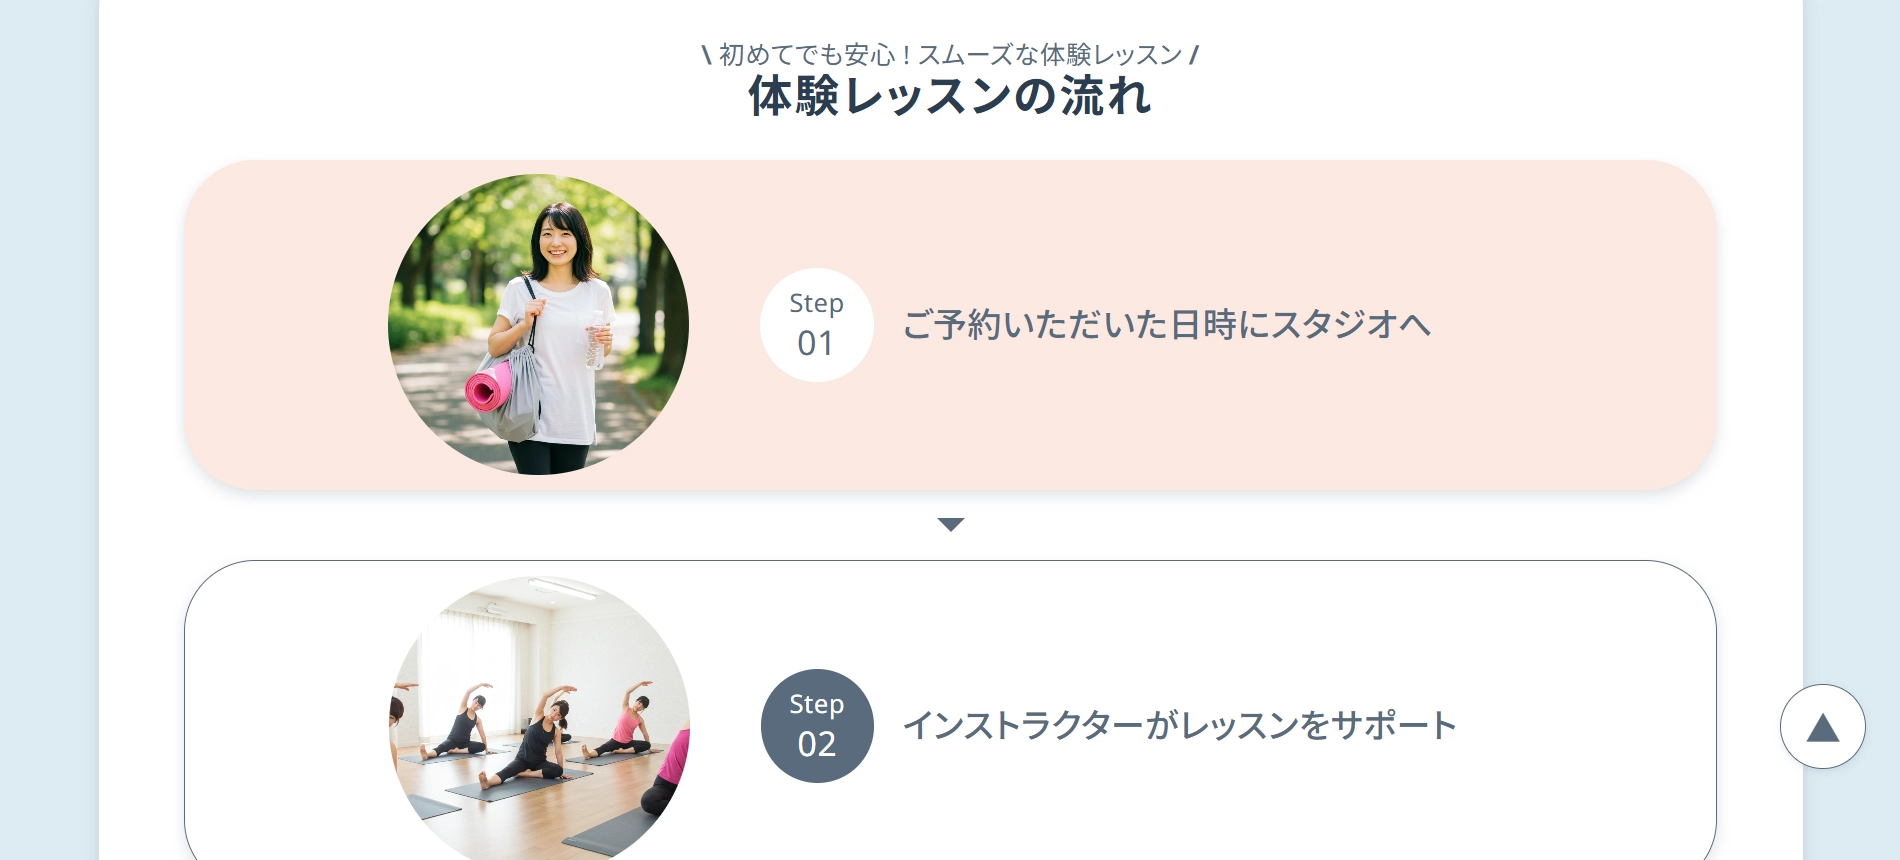 \ 初めてでも安心！スムーズな体験レッスン /
体験レッスンの流れ
Step
01
ご予約いただいた日時にスタジオへ
Step
02
インストラクターがレッスンをサポート